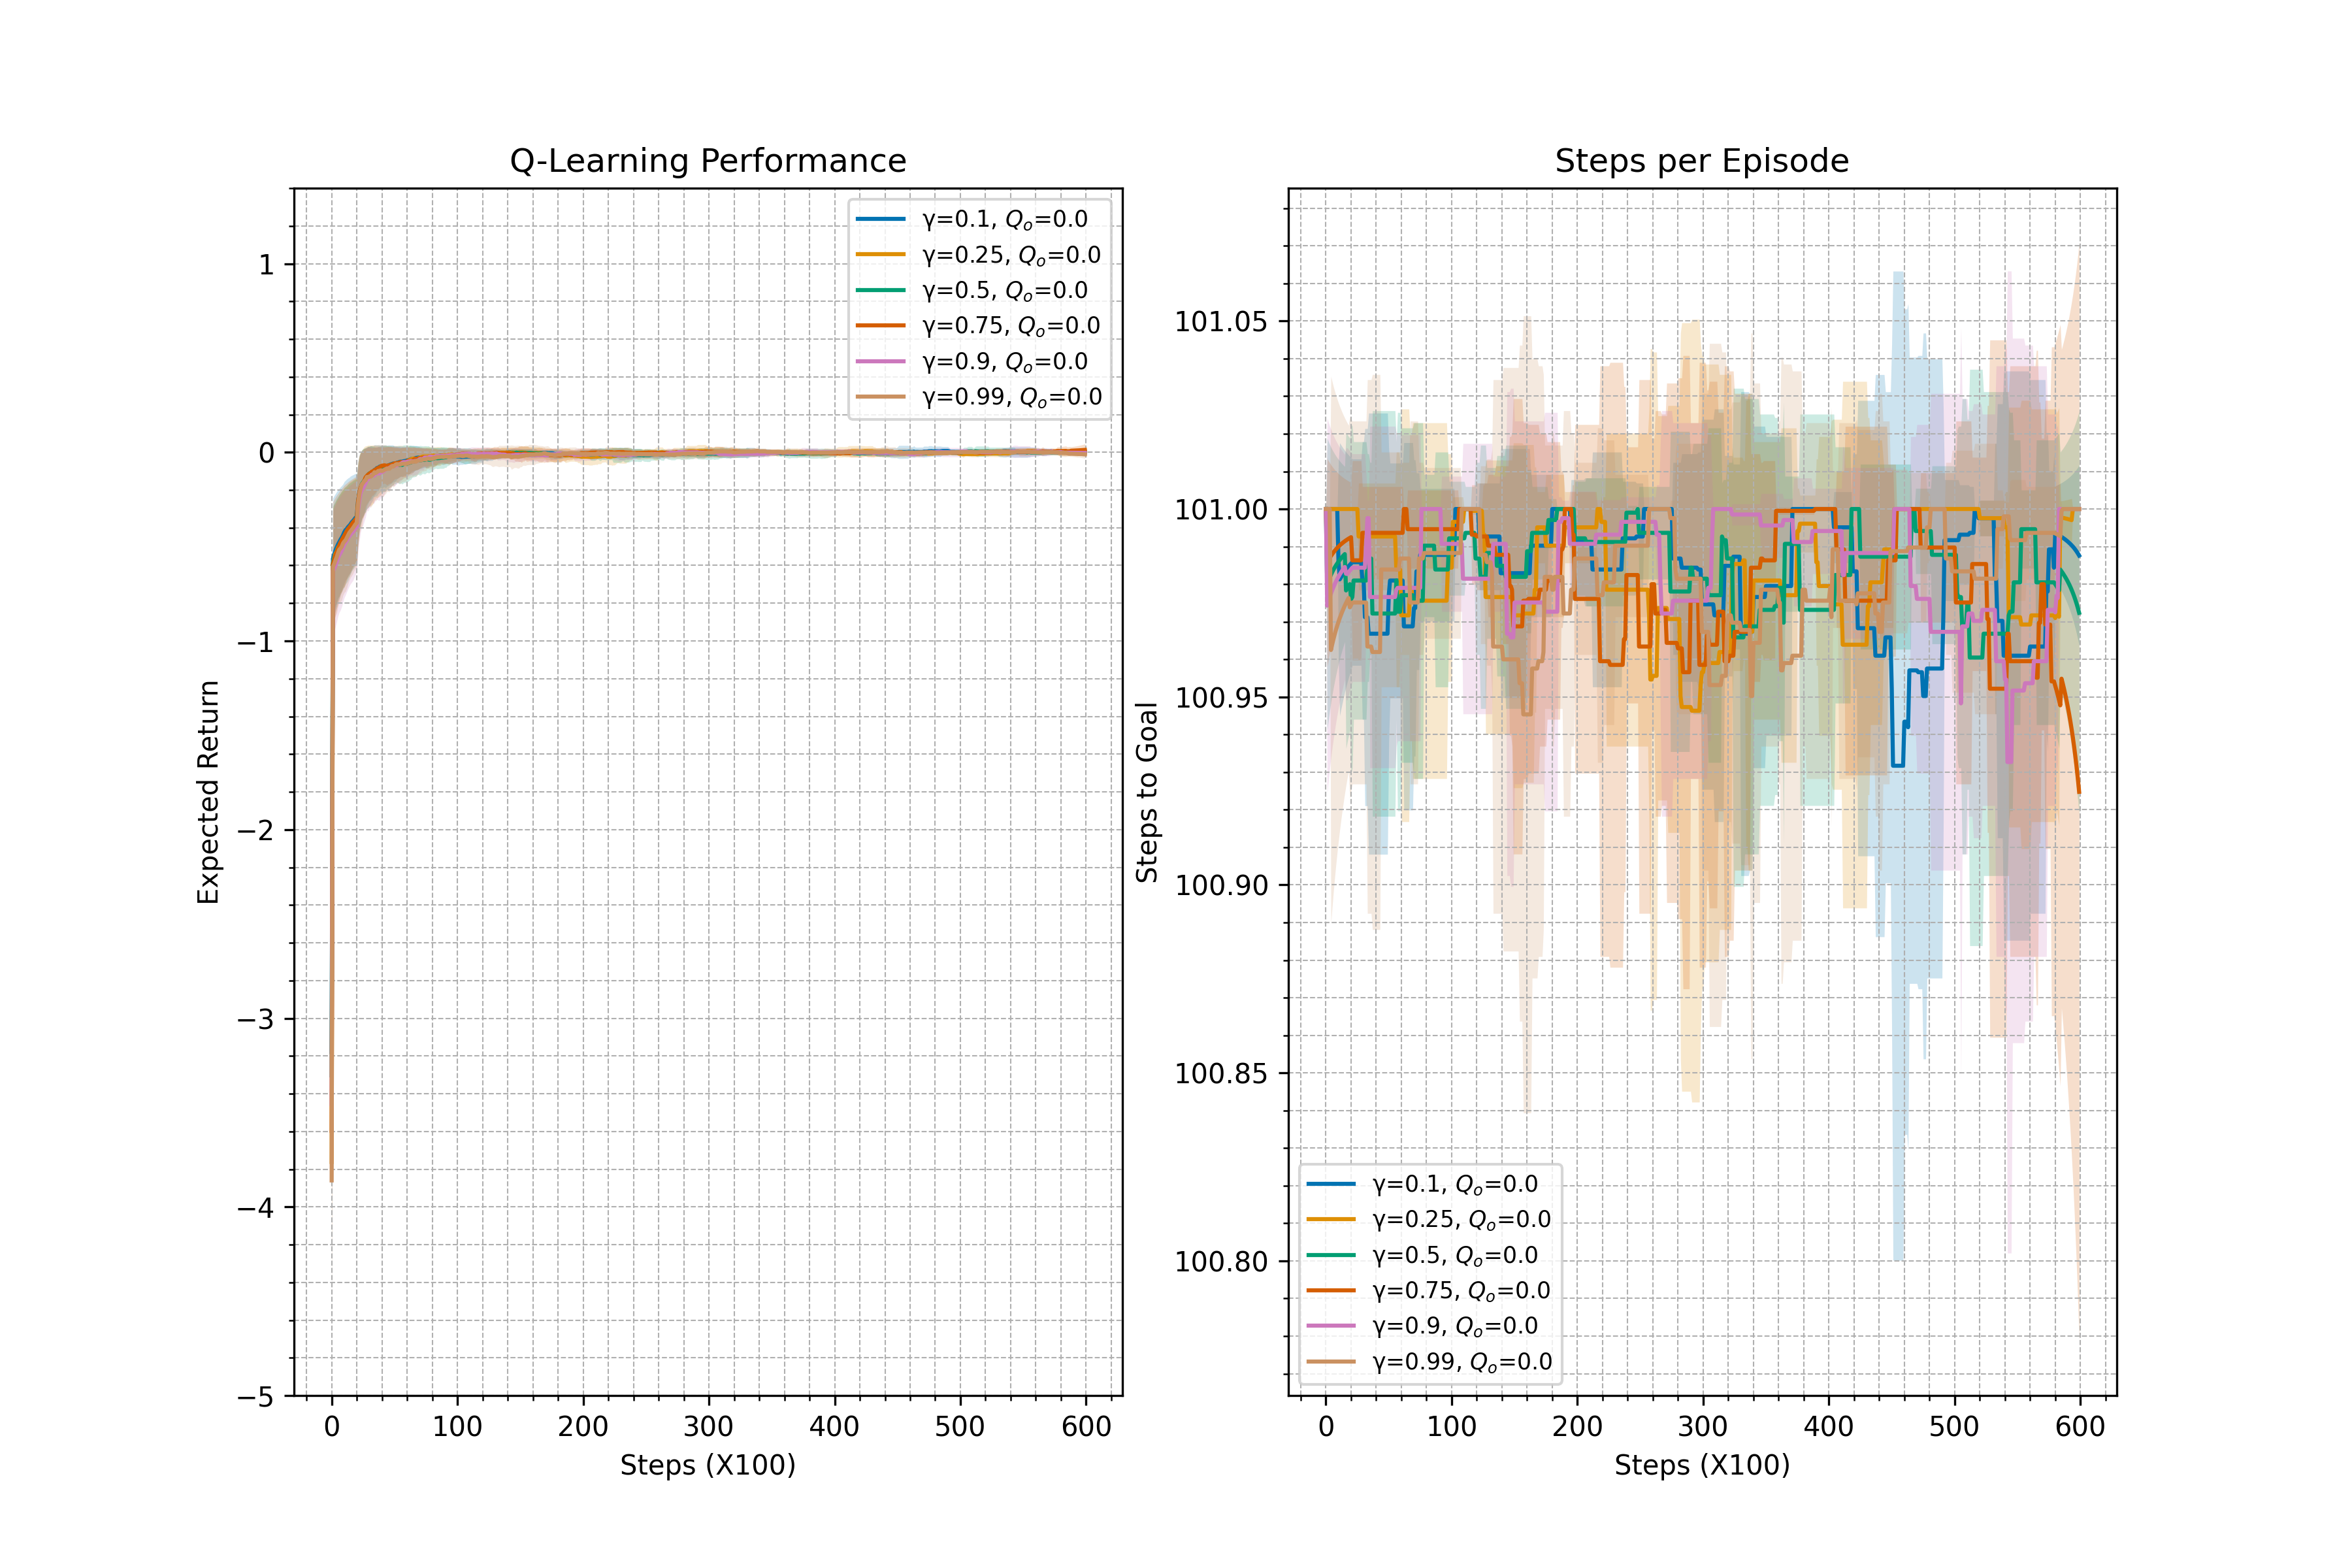 Q-Learning Performance
Expected Return
1
0
−1
−2
−3
−4
−5
0 100 200 300 400 500 600
Steps (X100)
γ=0.1, Qₒ=0.0
γ=0.25, Qₒ=0.0
γ=0.5, Qₒ=0.0
γ=0.75, Qₒ=0.0
γ=0.9, Qₒ=0.0
γ=0.99, Qₒ=0.0
Steps per Episode
Steps to Goal
101.05
101.00
100.95
100.90
100.85
100.80
0 100 200 300 400 500 600
Steps (X100)
γ=0.1, Qₒ=0.0
γ=0.25, Qₒ=0.0
γ=0.5, Qₒ=0.0
γ=0.75, Qₒ=0.0
γ=0.9, Qₒ=0.0
γ=0.99, Qₒ=0.0